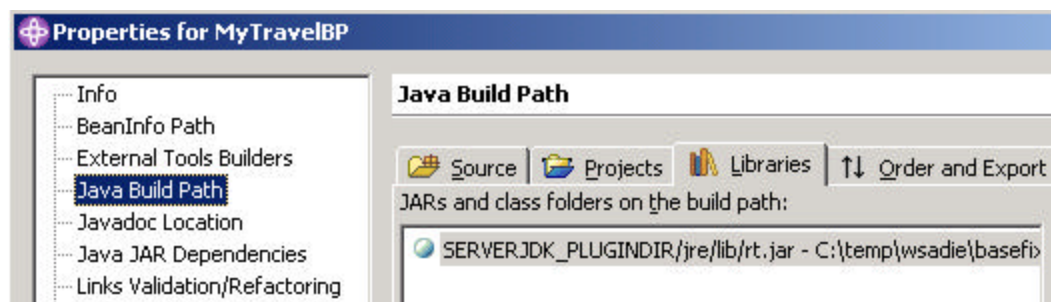 Properties for MyTravelBP
Info
BeanInfo Path
External Tools Builders
Java Build Path
Javadoc Location
Java JAR Dependencies
Links Validation/Refactoring
Java Build Path
Source Projects Libraries Order and Export
JARs and class folders on the build path:
SERVERJDK_PLUGINDIR/jre/lib/rt.jar - C:\temp\wsadie\basefix